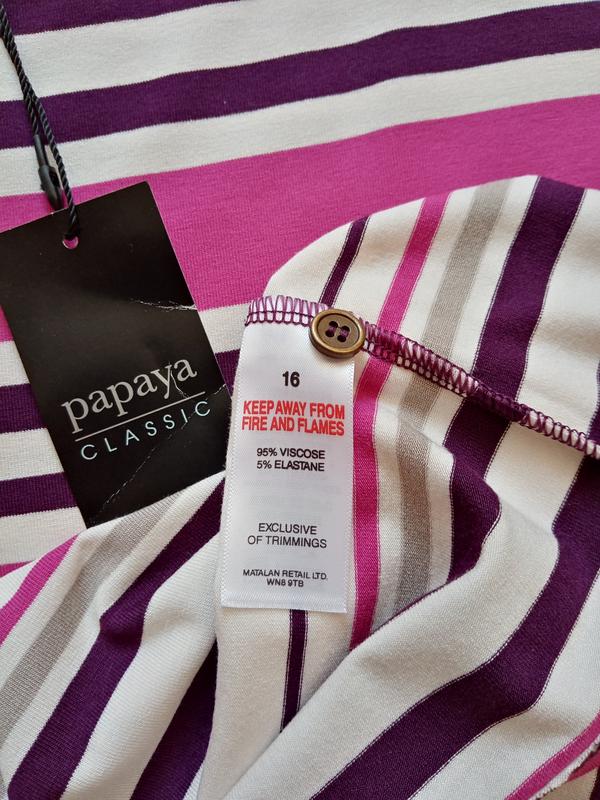 papaya
CLASSIC
16
KEEP AWAY FROM
FIRE AND FLAMES
95% VISCOSE
5% ELASTANE
EXCLUSIVE
OF TRIMMINGS
MATALAN RETAIL LTD.
WN8 9TB